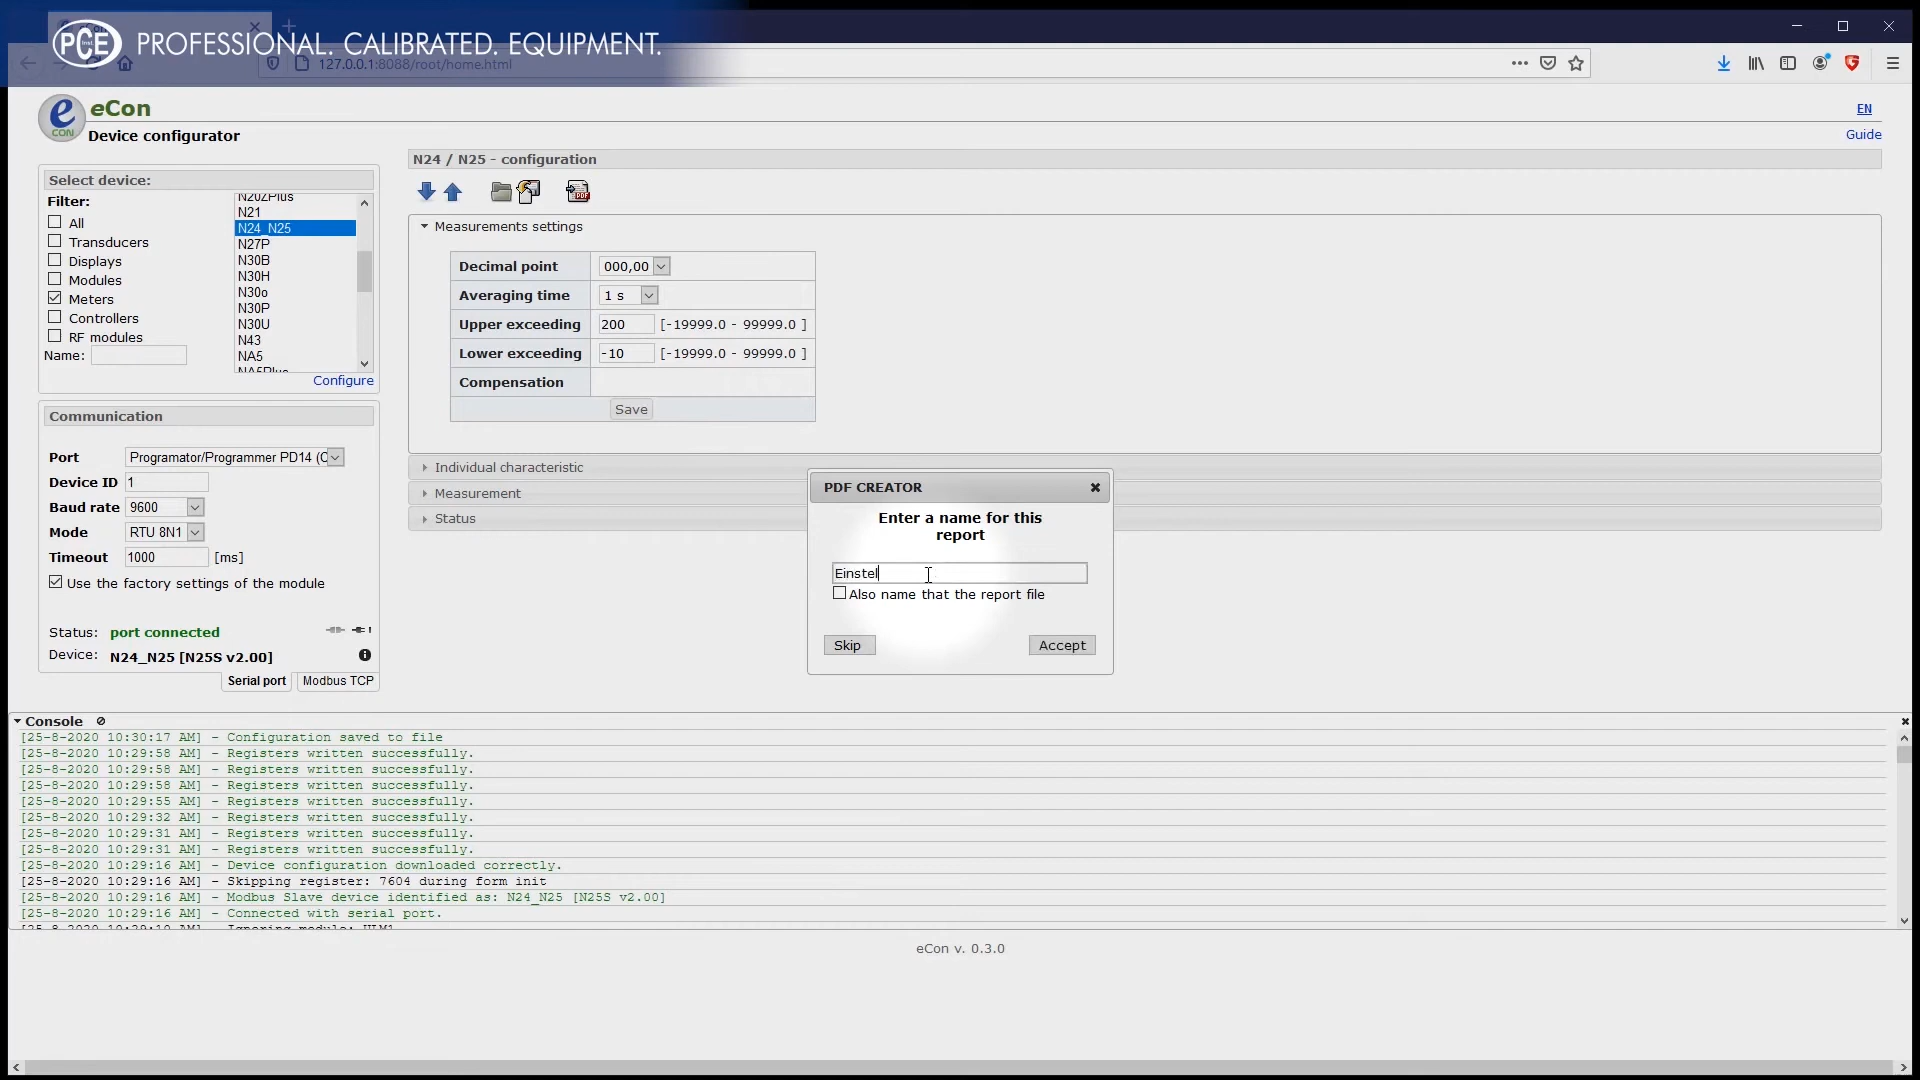 PCE PROFESSIONAL. CALIBRATED. EQUIPMENT.
127.0.0.1:8088/root/home.html
e CON eCon
EN
Device configurator
Guide
Select device:
Filter:
All
Transducers
Displays
Modules
Meters
Controllers
RF modules
Name:
N20ZPlus
N21
N24_N25
N27P
N30B
N30H
N30o
N30P
N30U
N43
NA5
NA5Plus
Configure
Communication
Port Programator/Programmer PD14 (C
Device ID 1
Baud rate 9600
Mode RTU 8N1
Timeout 1000 [ms]
Use the factory settings of the module
Status: port connected
Device: N24_N25 [N25S v2.00]
Serial port Modbus TCP
N24 / N25 - configuration
PDF
Measurements settings
Decimal point 000,00
Averaging time 1 s
Upper exceeding 200 [-19999.0 - 99999.0 ]
Lower exceeding -10 [-19999.0 - 99999.0 ]
Compensation
Save
Individual characteristic
Measurement
Status
PDF CREATOR
Enter a name for this
report
Einstel
Also name that the report file
Skip Accept
Console
[25-8-2020 10:30:17 AM] - Configuration saved to file
[25-8-2020 10:29:58 AM] - Registers written successfully.
[25-8-2020 10:29:58 AM] - Registers written successfully.
[25-8-2020 10:29:58 AM] - Registers written successfully.
[25-8-2020 10:29:55 AM] - Registers written successfully.
[25-8-2020 10:29:32 AM] - Registers written successfully.
[25-8-2020 10:29:31 AM] - Registers written successfully.
[25-8-2020 10:29:31 AM] - Registers written successfully.
[25-8-2020 10:29:16 AM] - Device configuration downloaded correctly.
[25-8-2020 10:29:16 AM] - Skipping register: 7604 during form init
[25-8-2020 10:29:16 AM] - Modbus Slave device identified as: N24_N25 [N25S v2.00]
[25-8-2020 10:29:16 AM] - Connected with serial port.
[25-8-2020 10:29:10 AM] - Ignoring module:
eCon v. 0.3.0